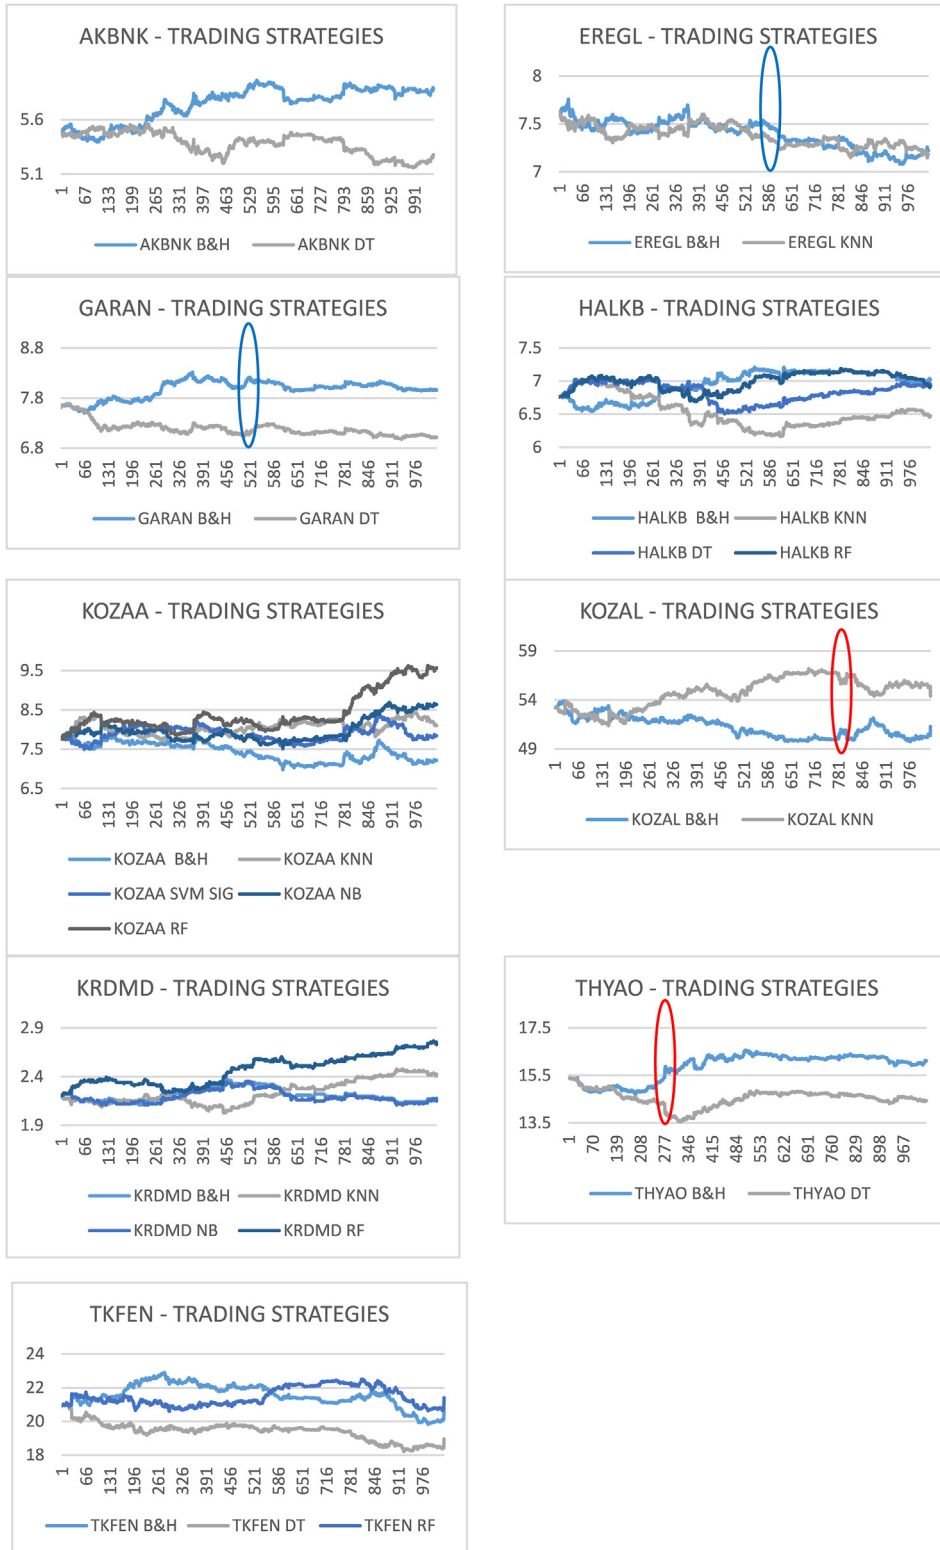 AKBNK - TRADING STRATEGIES
5.6
5.1
1 67 131 199 265 331 397 463 529 595 661 727 793 859 925 991
AKBNK B&H AKBNK DT
EREGL - TRADING STRATEGIES
8
7.5
7
1 66 131 196 261 326 391 456 521 586 651 716 781 846 911 976
EREGL B&H EREGL KNN
GARAN - TRADING STRATEGIES
8.8
7.8
6.8
1 66 131 196 261 326 391 456 521 586 651 716 781 846 911 976
GARAN B&H GARAN DT
HALKB - TRADING STRATEGIES
7.5
7
6.5
6
1 66 131 196 261 326 391 456 521 586 651 716 781 846 911 976
HALKB B&H HALKB KNN
HALKB DT HALKB RF
KOZAA - TRADING STRATEGIES
9.5
8.5
7.5
6.5
1 66 131 196 261 326 391 456 521 586 651 716 781 846 911 976
KOZAA B&H KOZAA KNN
KOZAA SVM SIG KOZAA NB
KOZAA RF
KOZAL - TRADING STRATEGIES
59
54
49
1 66 131 196 261 326 391 456 521 586 651 716 781 846 911 976
KOZAL B&H KOZAL KNN
KRDMD - TRADING STRATEGIES
2.9
2.4
1.9
1 66 131 196 261 326 391 456 521 586 651 716 781 846 911 976
KRDMD B&H KRDMD KNN
KRDMD NB KRDMD RF
THYAO - TRADING STRATEGIES
17.5
15.5
13.5
1 70 139 208 277 346 415 484 553 622 691 760 829 898 967
THYAO B&H THYAO DT
TKFEN - TRADING STRATEGIES
24
22
20
18
1 66 131 196 261 326 391 456 521 586 651 716 781 846 911 976
TKFEN B&H TKFEN DT TKFEN RF